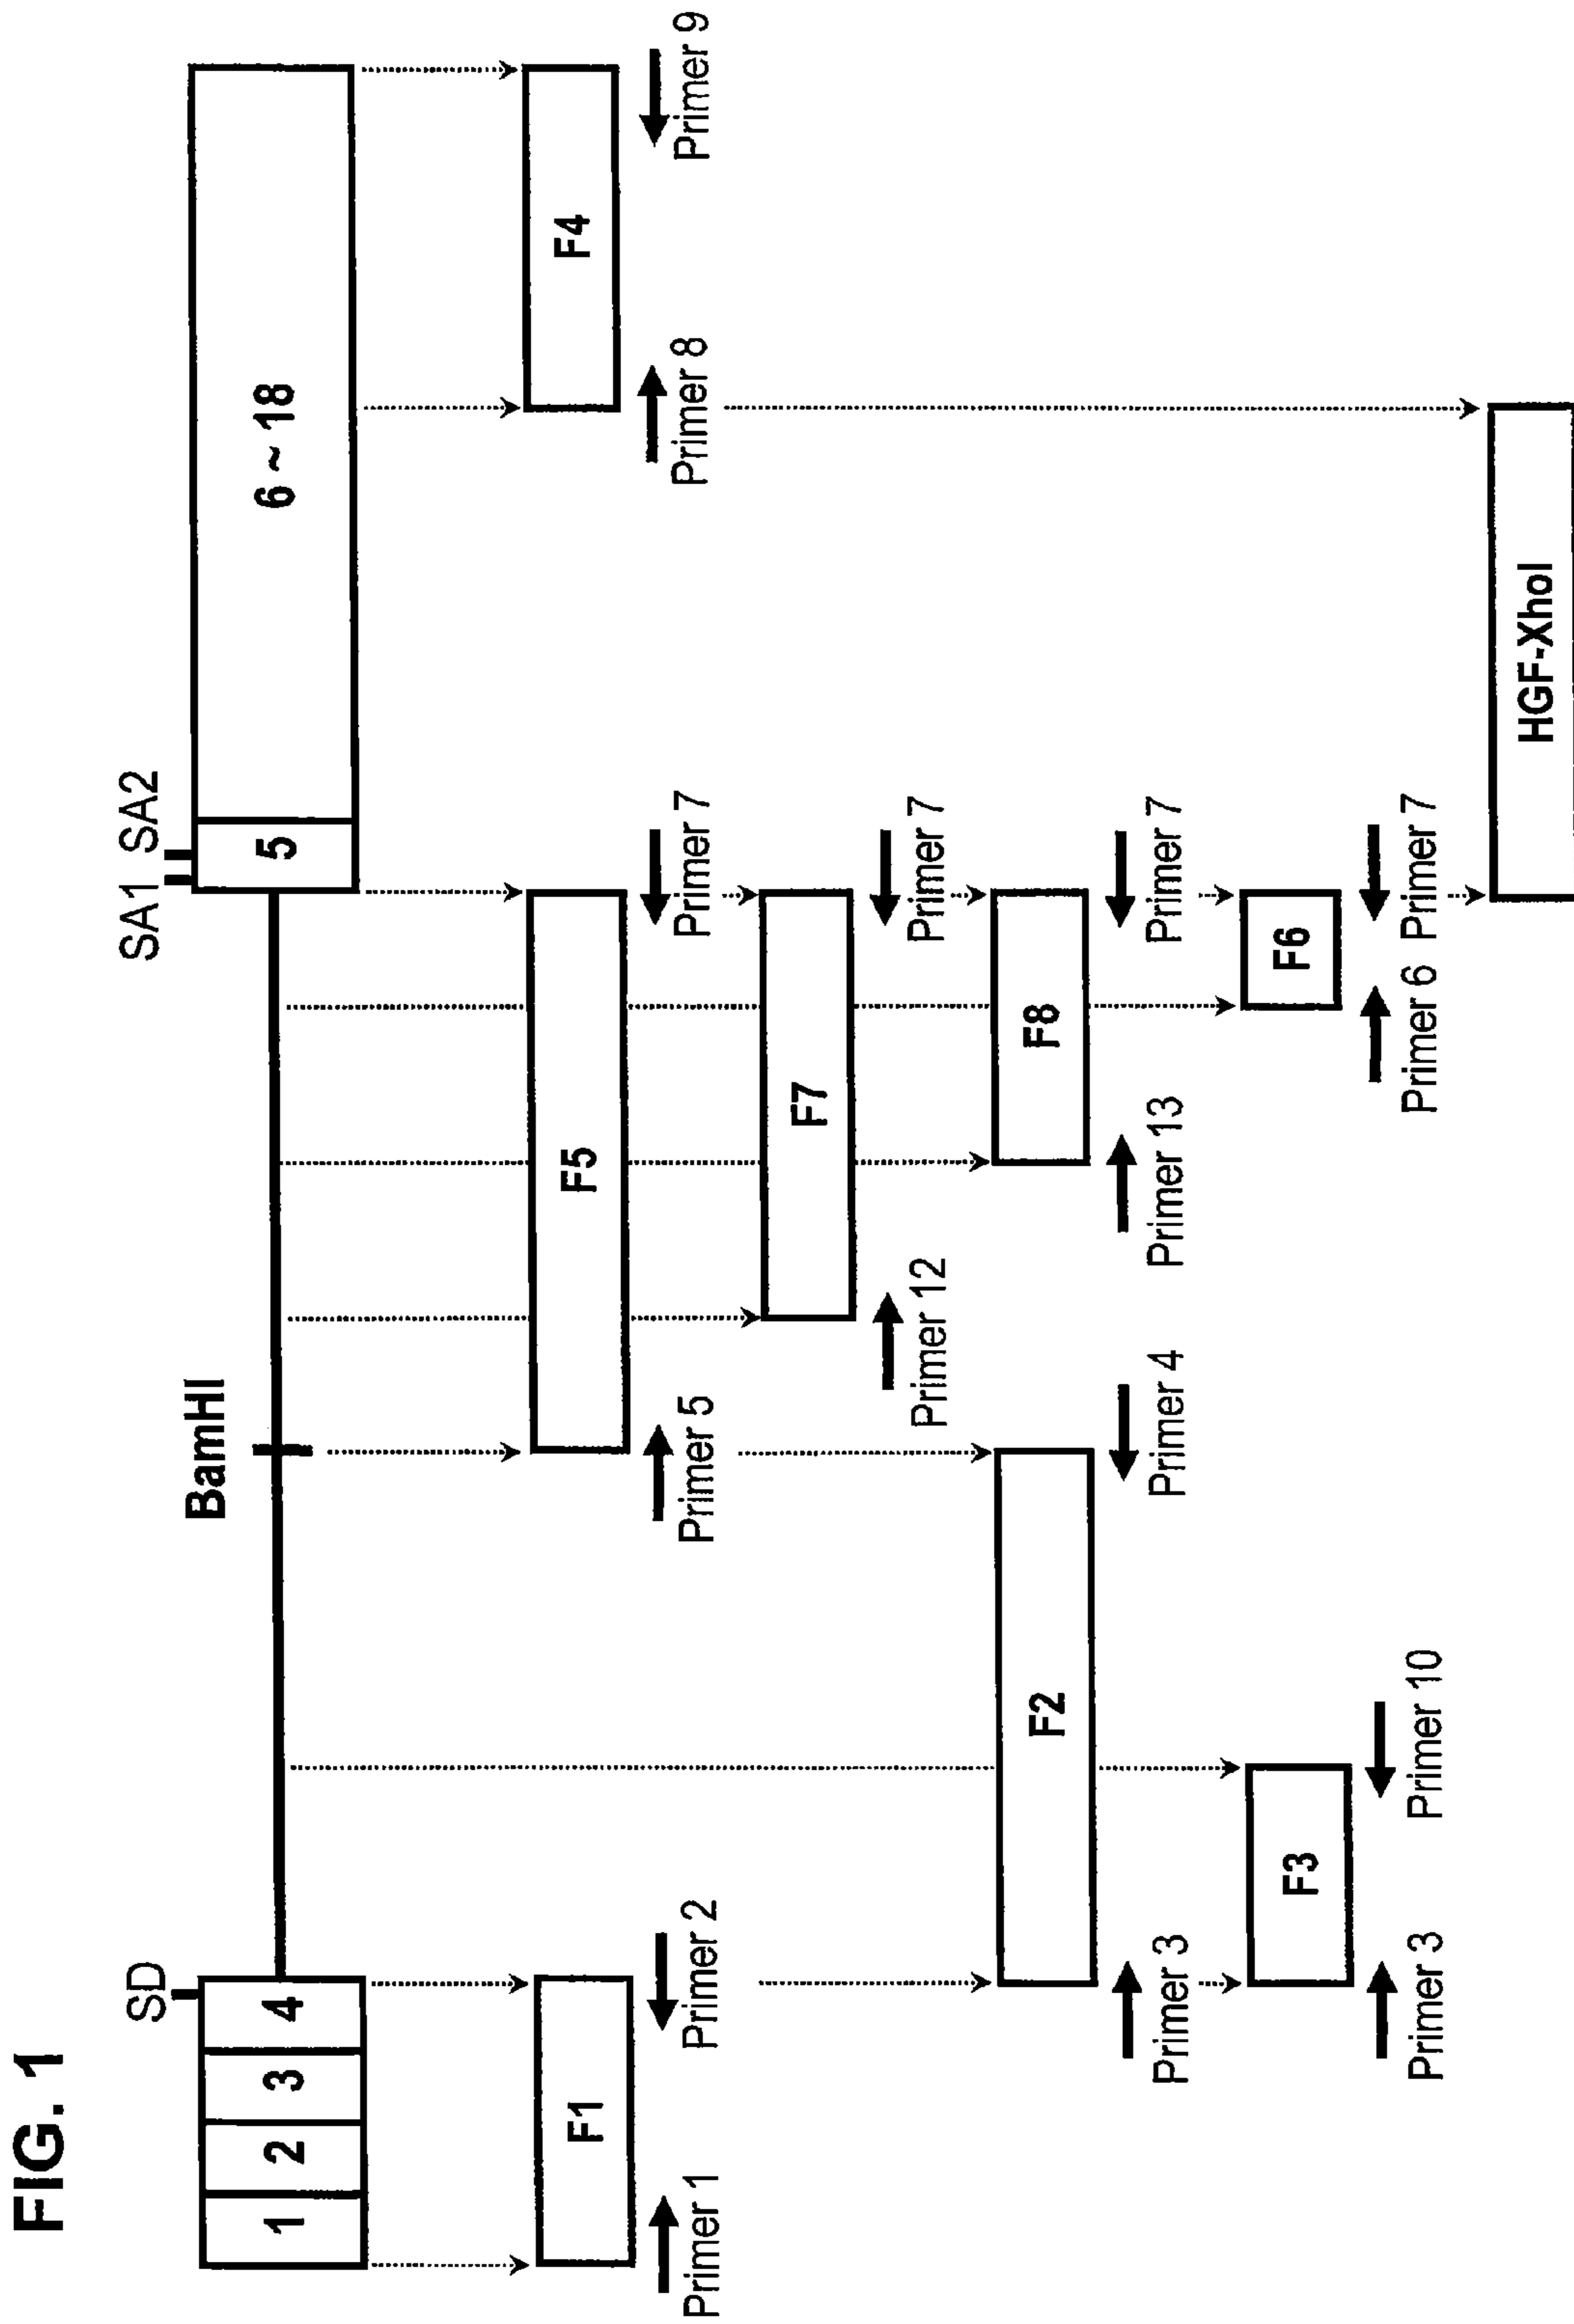 FIG. 1
SD
BamHI
SA1 SA2
1 2 3 4
5
6 ~ 18
F1
F5
F4
Primer 1
Primer 2
Primer 5
Primer 7
Primer 8
Primer 9
F7
Primer 12
Primer 7
F2
F8
Primer 3
Primer 4
Primer 13
Primer 7
F3
F6
Primer 3
Primer 10
Primer 6
Primer 7
HGF-XhoI